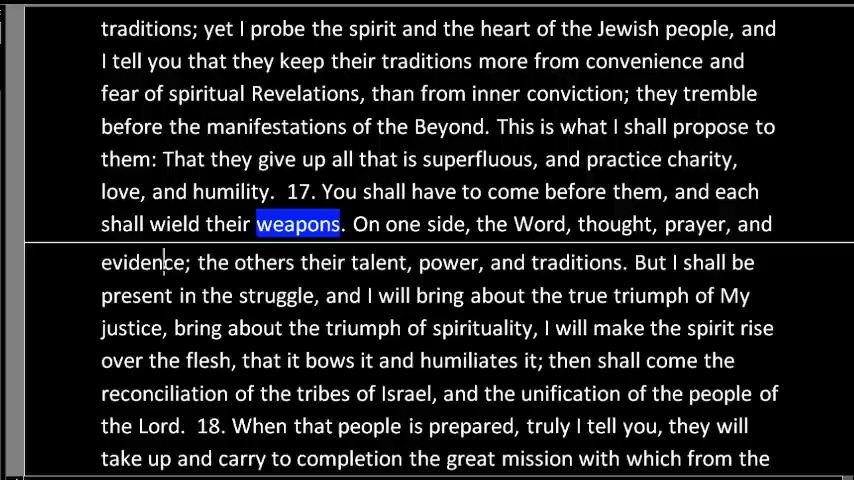 traditions; yet I probe the spirit and the heart of the Jewish people, and
I tell you that they keep their traditions more from convenience and
fear of spiritual Revelations, than from inner conviction; they tremble
before the manifestations of the Beyond. This is what I shall propose to
them: That they give up all that is superfluous, and practice charity,
love, and humility.  17. You shall have to come before them, and each
shall wield their weapons. On one side, the Word, thought, prayer, and
evidence; the others their talent, power, and traditions. But I shall be
present in the struggle, and I will bring about the true triumph of My
justice, bring about the triumph of spirituality, I will make the spirit rise
over the flesh, that it bows it and humiliates it; then shall come the
reconciliation of the tribes of Israel, and the unification of the people of
the Lord.  18. When that people is prepared, truly I tell you, they will
take up and carry to completion the great mission with which from the